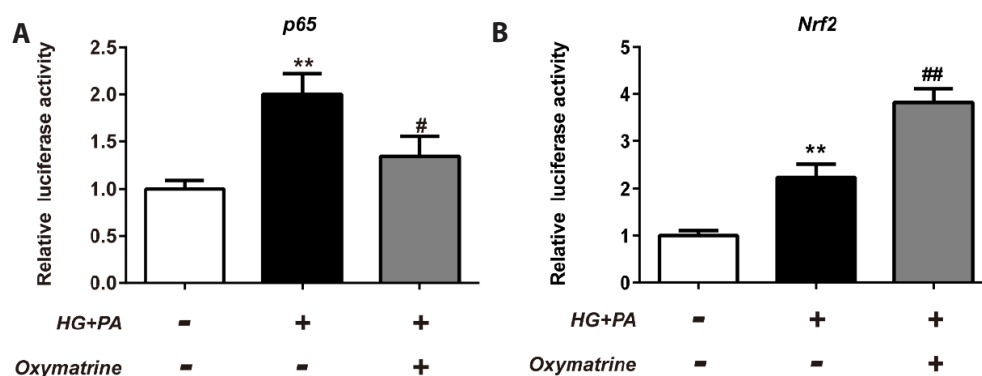 A
p65
Relative luciferase activity
2.5
2.0
1.5
1.0
0.5
0.0
**
#
HG+PA - + +
Oxymatrine - - +
B
Nrf2
Relative luciferase activity
5
4
3
2
1
0
**
##
HG+PA - + +
Oxymatrine - - +